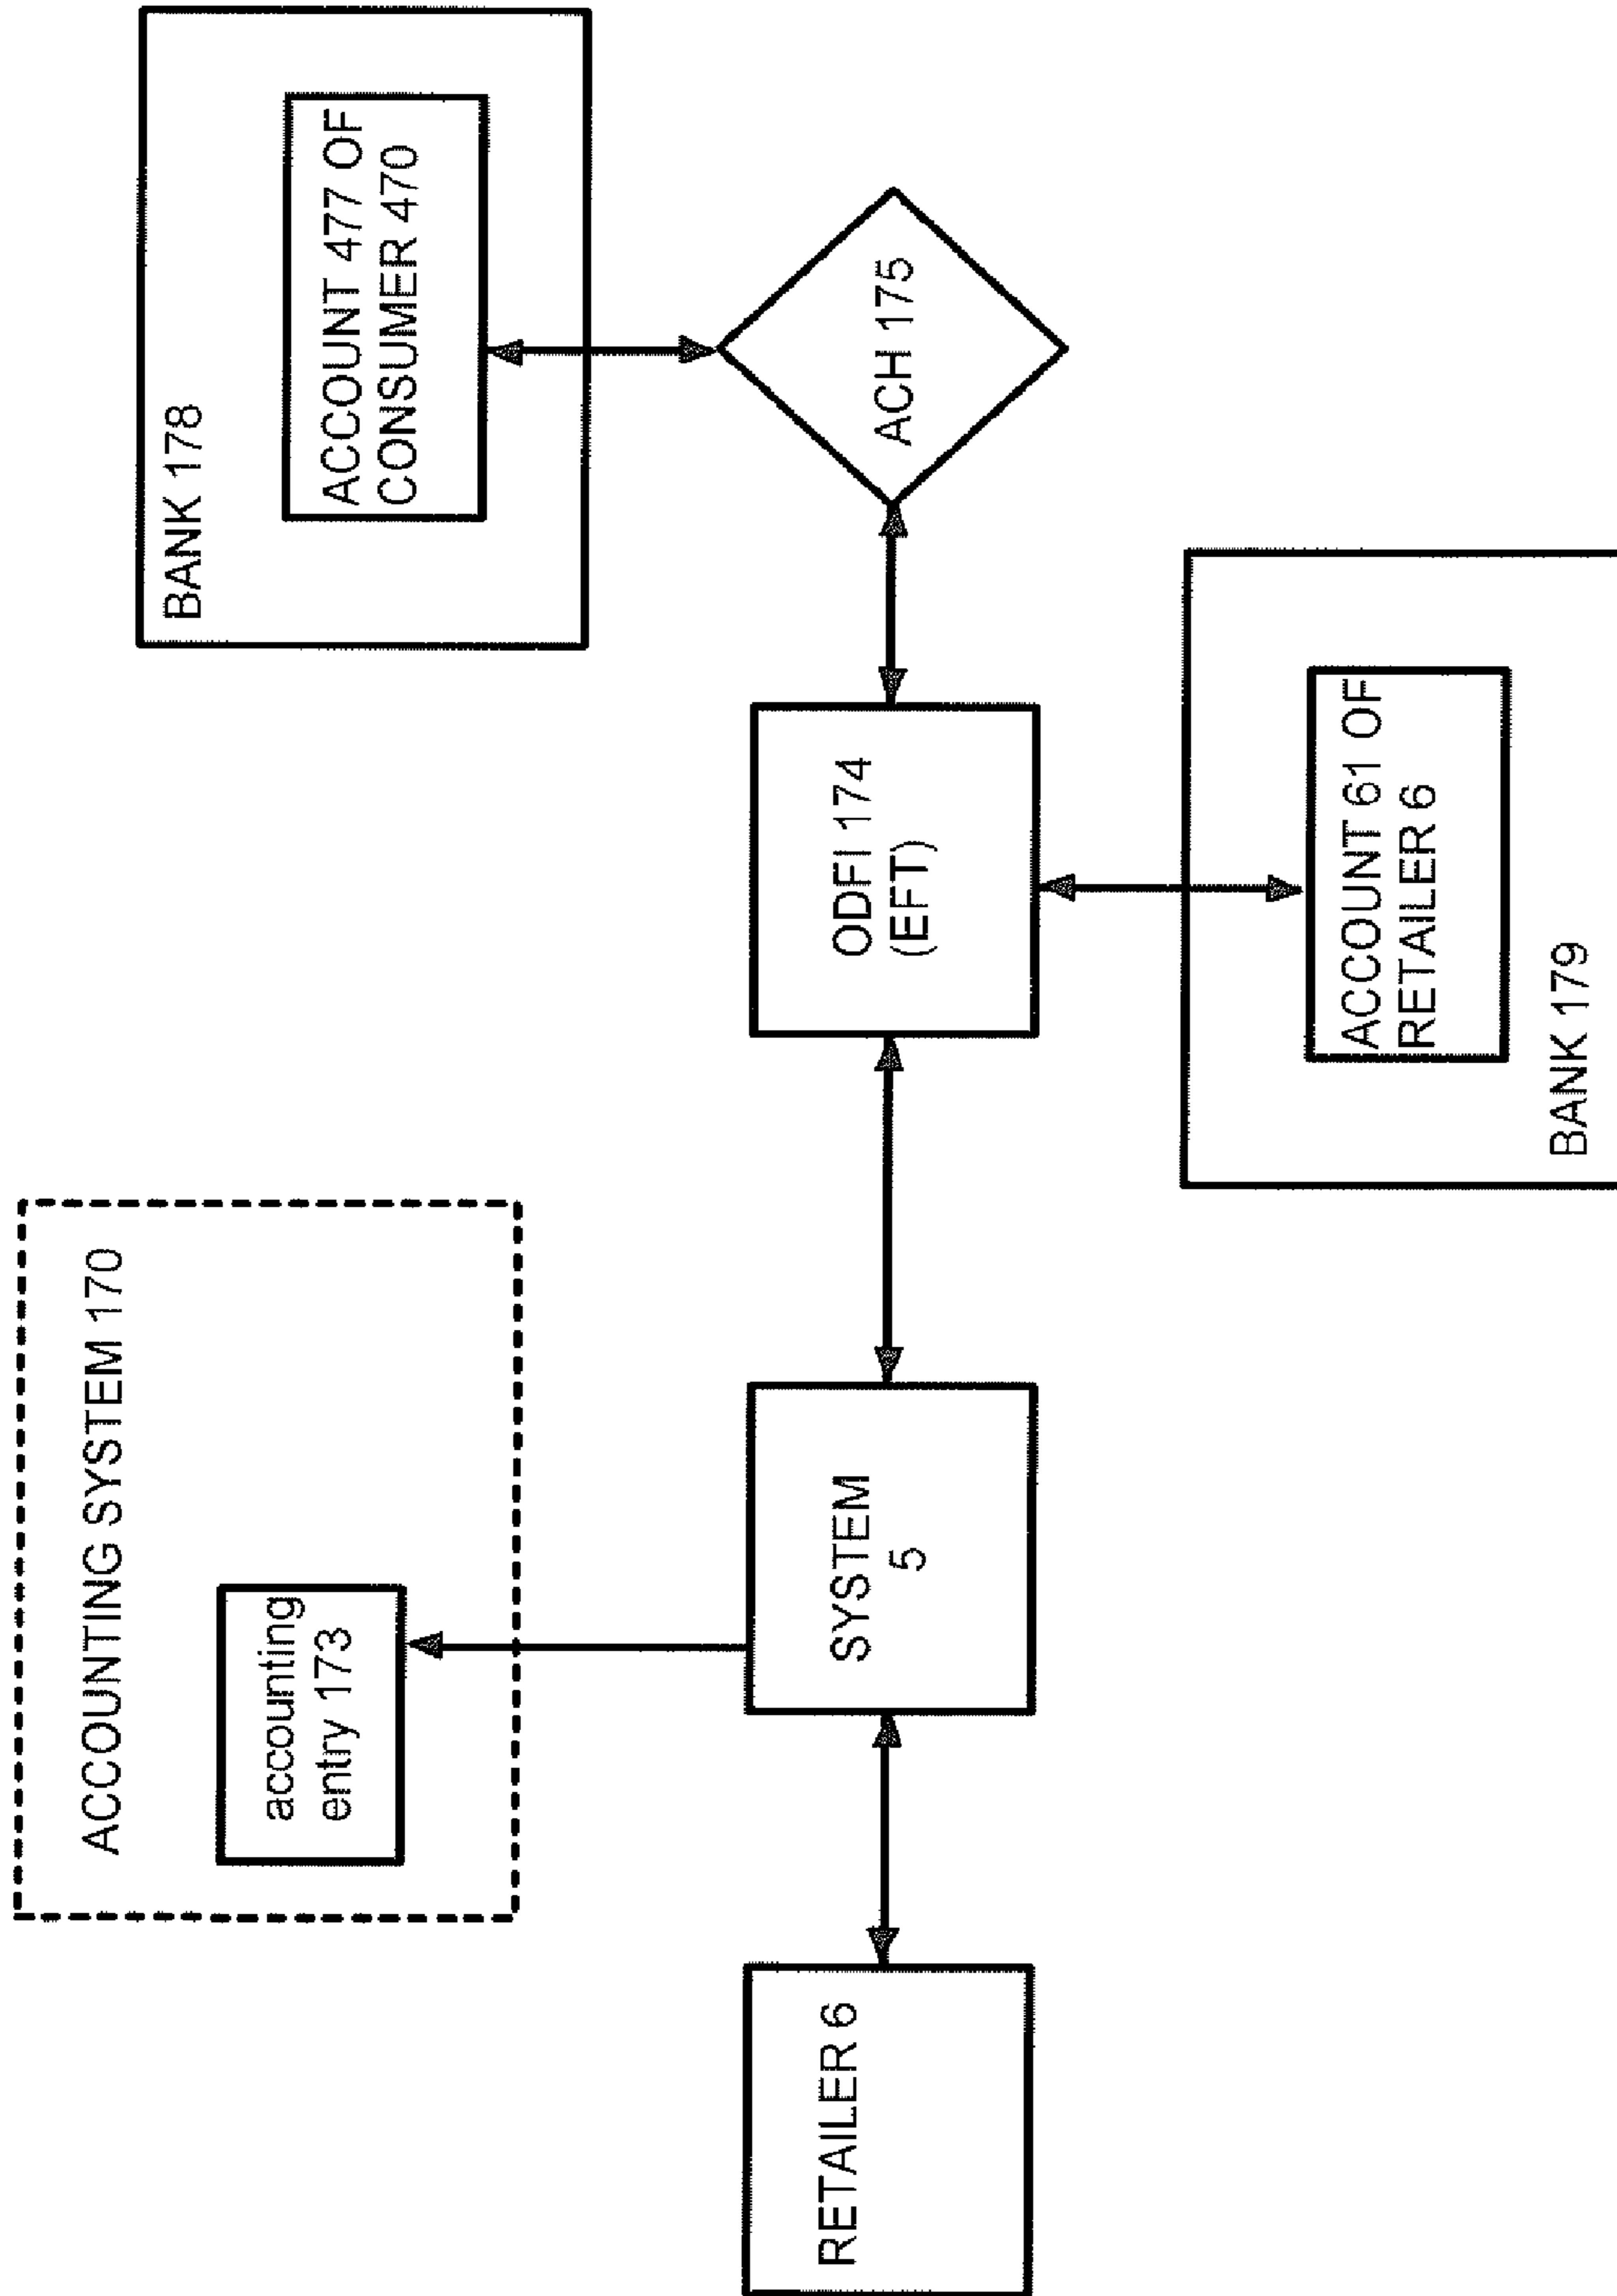 ACCOUNTING SYSTEM 170
accounting
entry 173
BANK 178
ACCOUNT 477 OF
CONSUMER 470
RETAILER 6
SYSTEM
5
ODFI 174
(EFT)
ACH 175
ACCOUNT 61 OF
RETAILER 6
BANK 179